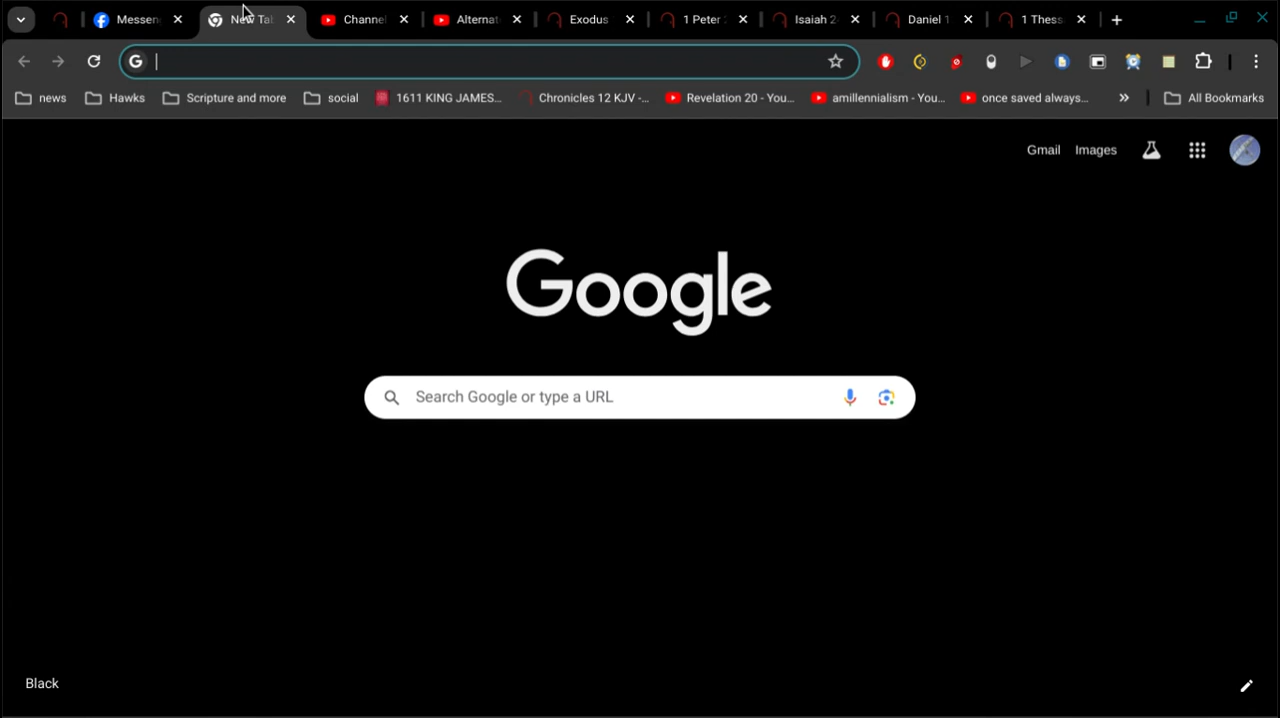 Messen New Tab Channel Alternat Exodus 1 Peter Isaiah 2 Daniel 1 1 Thess
news Hawks Scripture and more social 1611 KING JAMES... Chronicles 12 KJV -... Revelation 20 - You... amillennialism - You... once saved always... » All Bookmarks
Gmail Images
Google
Search Google or type a URL
Black